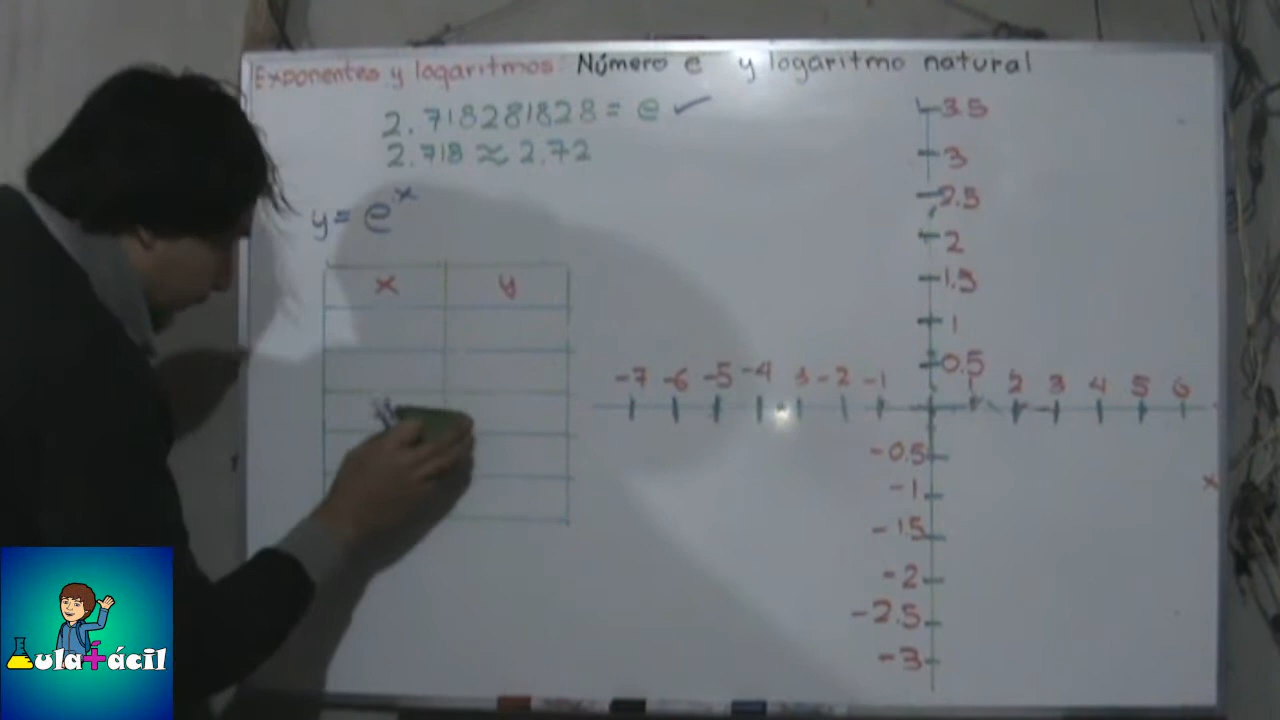 Exponentes y logaritmos: Número e y logaritmo natural
2.718281828 = e ✓
2.718 ≈ 2.72
y = e^x
x y
3.5
3
2.5
2
1.5
1
0.5
-7 -6 -5 -4 3 -2 -1 1 2 3 4 5 6
-0.5
-1
x
-1.5
-2
-2.5
-3
Aula+ácil